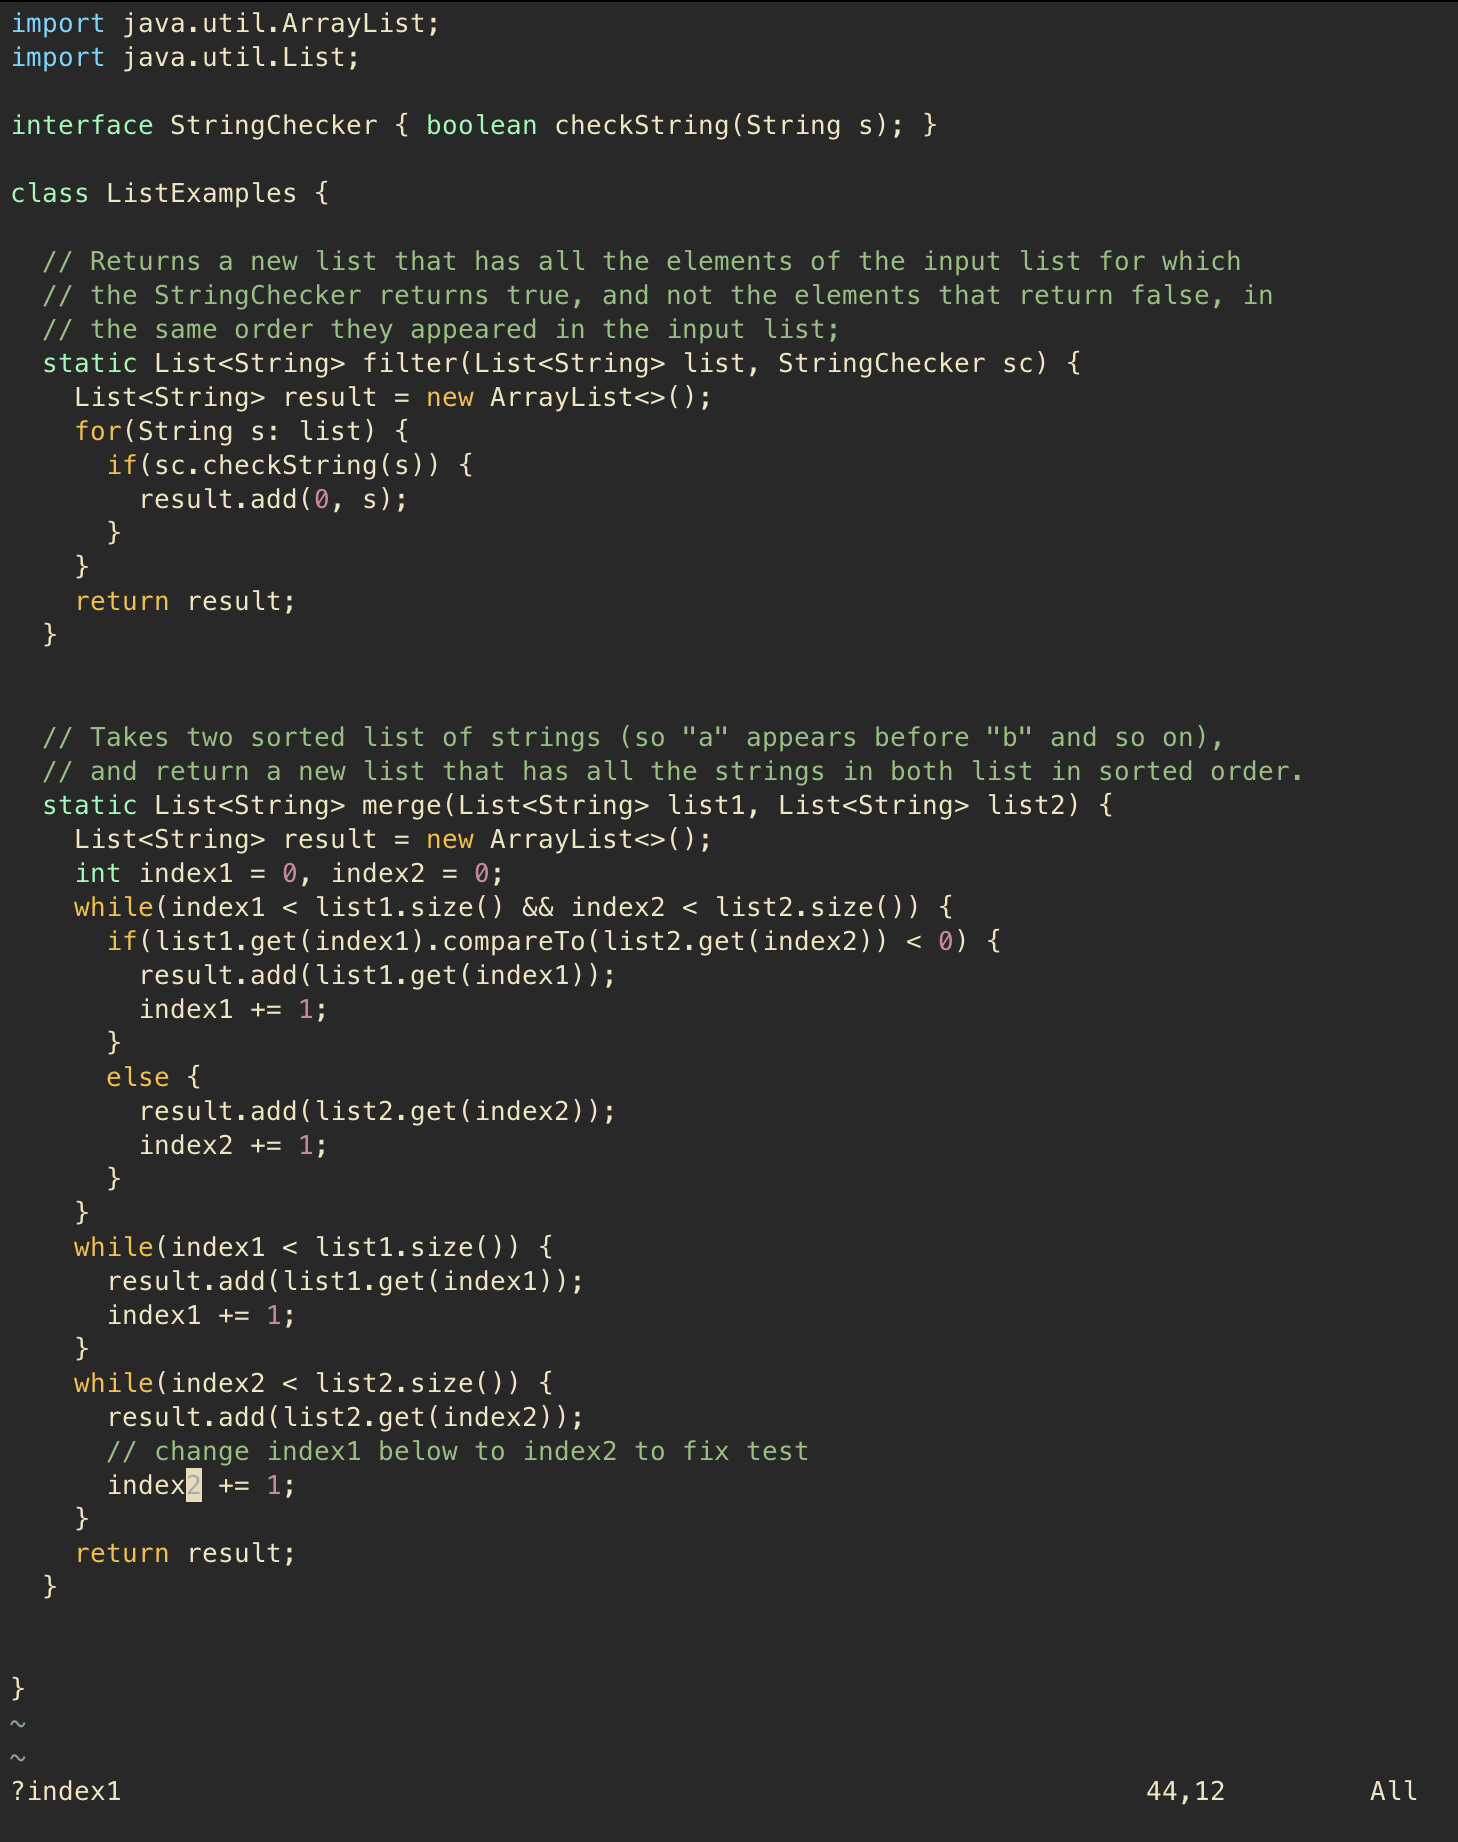 import java.util.ArrayList;
import java.util.List;

interface StringChecker { boolean checkString(String s); }

class ListExamples {

  // Returns a new list that has all the elements of the input list for which
  // the StringChecker returns true, and not the elements that return false, in
  // the same order they appeared in the input list;
  static List<String> filter(List<String> list, StringChecker sc) {
    List<String> result = new ArrayList<>();
    for(String s: list) {
      if(sc.checkString(s)) {
        result.add(0, s);
      }
    }
    return result;
  }


  // Takes two sorted list of strings (so "a" appears before "b" and so on),
  // and return a new list that has all the strings in both list in sorted order.
  static List<String> merge(List<String> list1, List<String> list2) {
    List<String> result = new ArrayList<>();
    int index1 = 0, index2 = 0;
    while(index1 < list1.size() && index2 < list2.size()) {
      if(list1.get(index1).compareTo(list2.get(index2)) < 0) {
        result.add(list1.get(index1));
        index1 += 1;
      }
      else {
        result.add(list2.get(index2));
        index2 += 1;
      }
    }
    while(index1 < list1.size()) {
      result.add(list1.get(index1));
      index1 += 1;
    }
    while(index2 < list2.size()) {
      result.add(list2.get(index2));
      // change index1 below to index2 to fix test
      index2 += 1;
    }
    return result;
  }


}
~
~
?index1 44,12 All